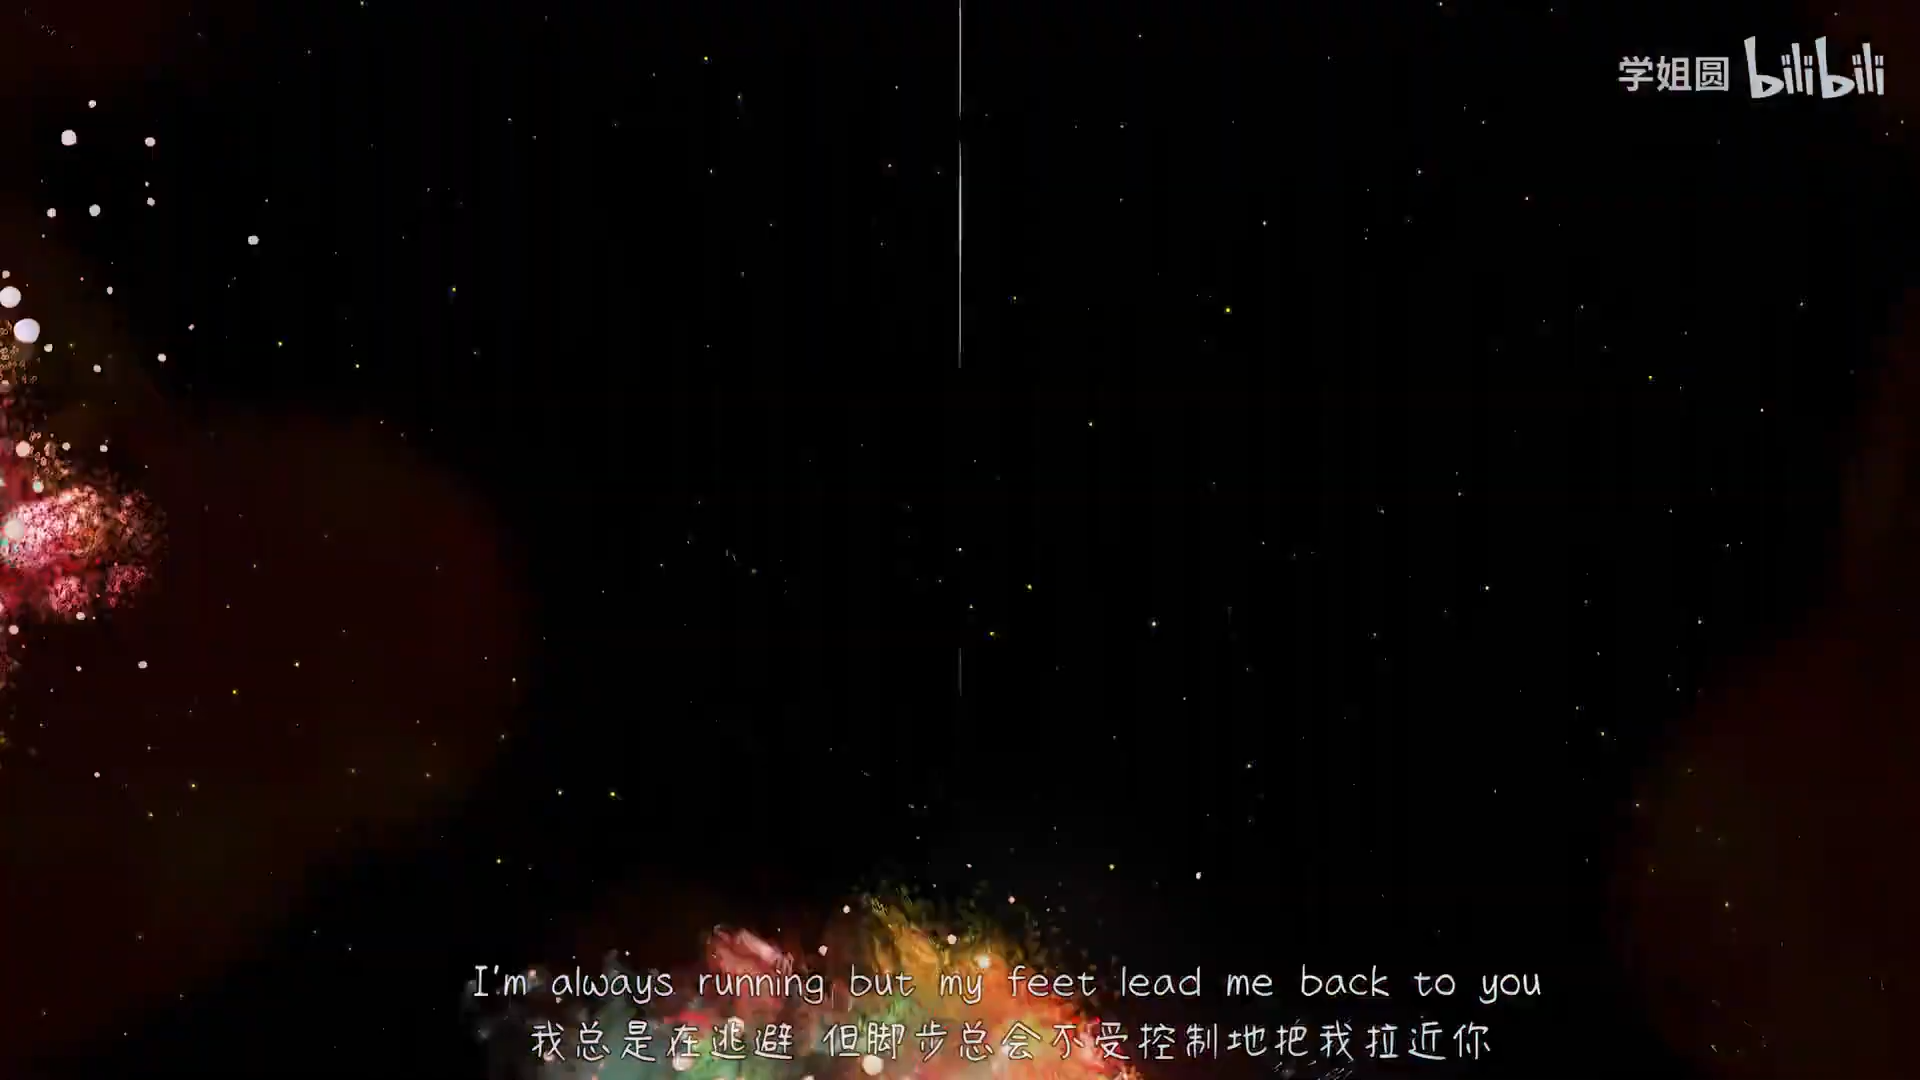 学姐圆 bilibili
I'm always running but my feet lead me back to you
我总是在逃避 但脚步总会不受控制地把我拉近你